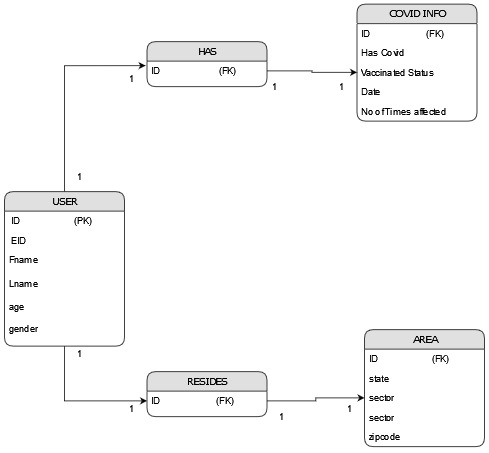 COVID INFO
ID (FK)
Has Covid
Vaccinated Status
Date
No of Times affected
HAS
ID (FK)
1
1
1
1
USER
ID (PK)
EID
Fname
Lname
age
gender
1
RESIDES
ID (FK)
1
1
1
AREA
ID (FK)
state
sector
sector
zipcode